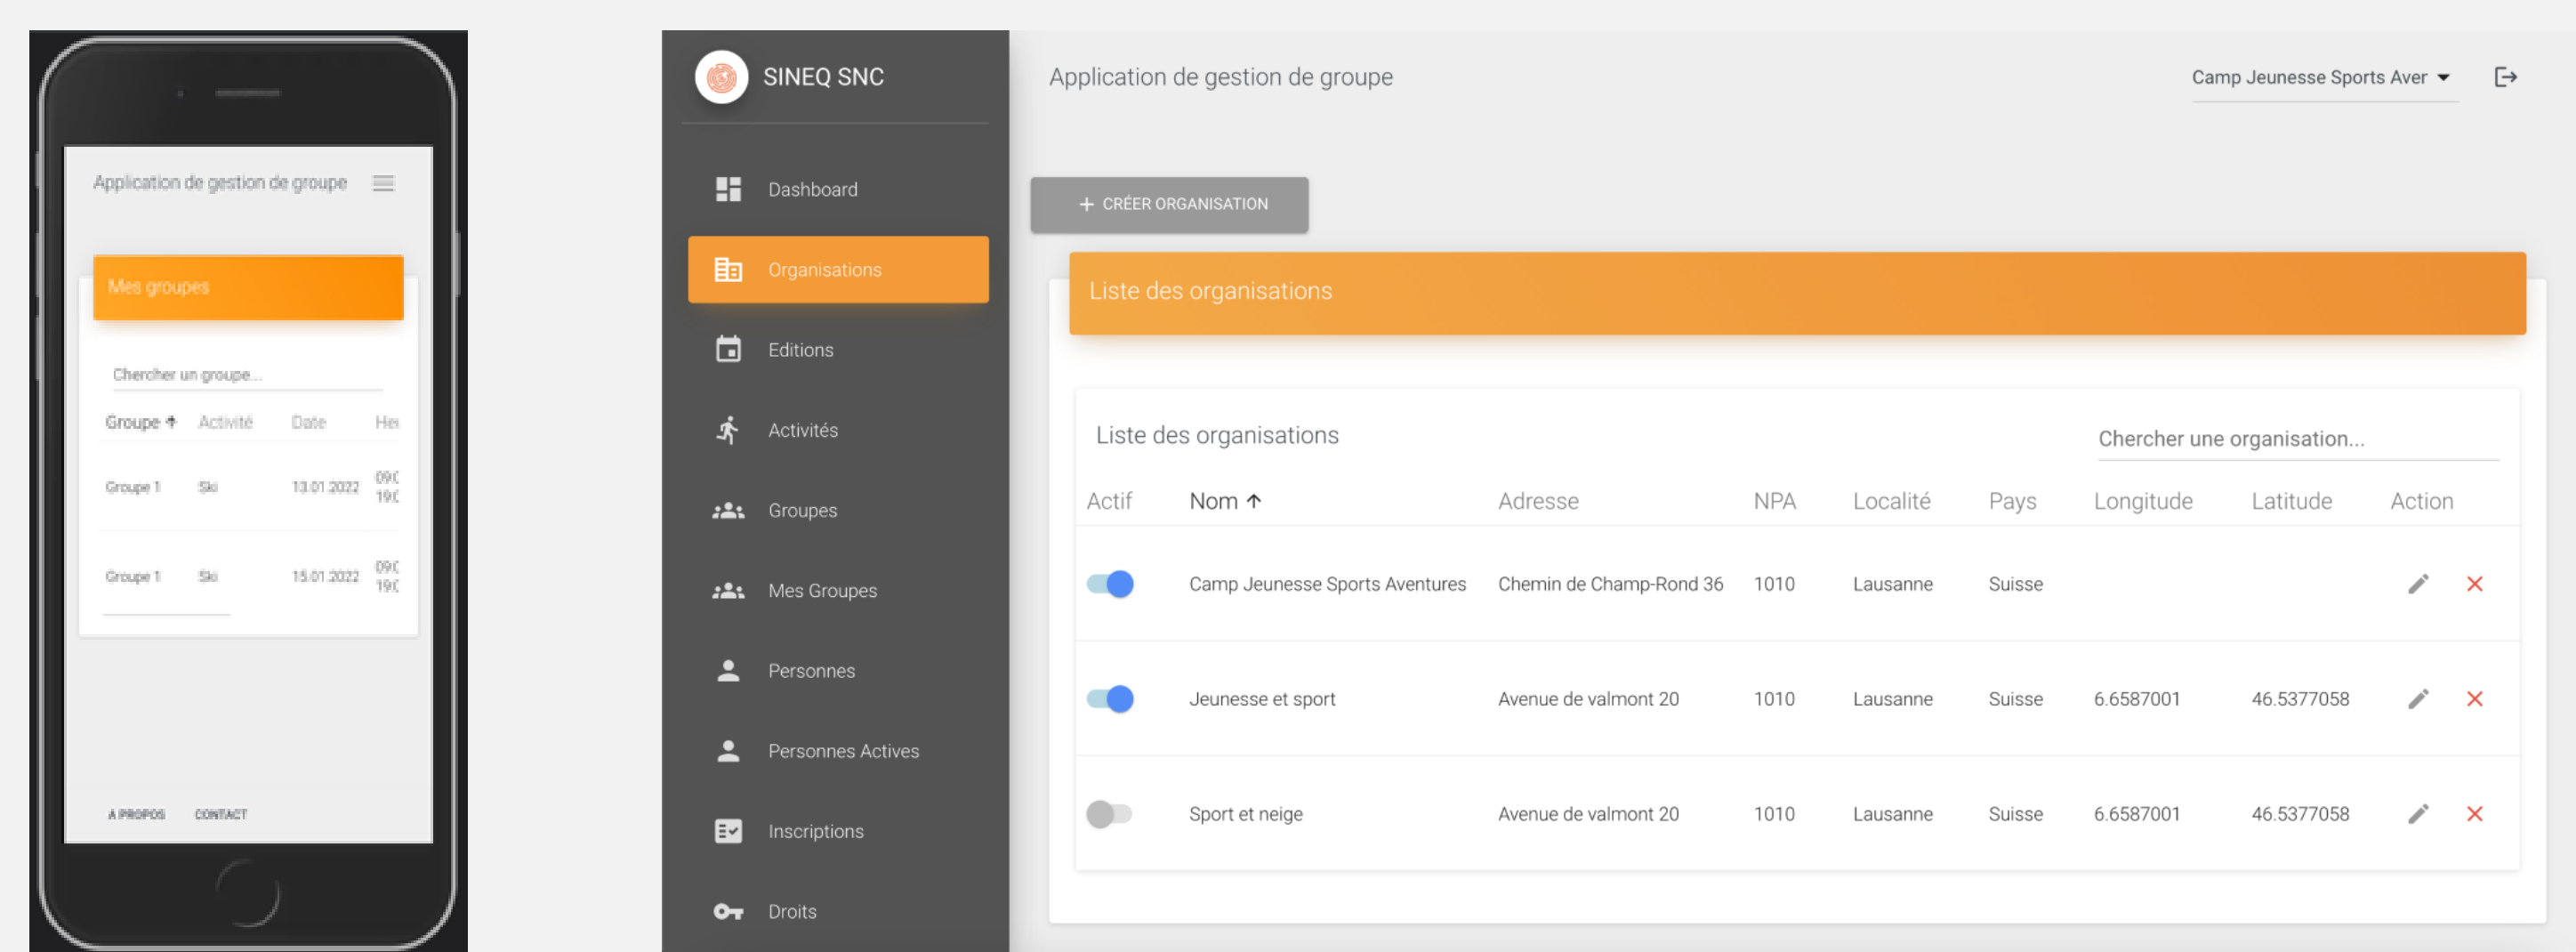 Application de gestion de groupe
Mes groupes
Chercher un groupe...
Groupe Activité Date
Groupe 1 Ski 13.01.2022
Groupe 1 Ski 15.01.2022
A PROPOS CONTACT
SINEQ SNC
Dashboard
Organisations
Editions
Activités
Groupes
Mes Groupes
Personnes
Personnes Actives
Inscriptions
Droits
Application de gestion de groupe
Camp Jeunesse Sports Aver
+ CRÉER ORGANISATION
Liste des organisations
Liste des organisations
Chercher une organisation...
Actif Nom Adresse NPA Localité Pays Longitude Latitude Action
Camp Jeunesse Sports Aventures Chemin de Champ-Rond 36 1010 Lausanne Suisse
Jeunesse et sport Avenue de valmont 20 1010 Lausanne Suisse 6.6587001 46.5377058
Sport et neige Avenue de valmont 20 1010 Lausanne Suisse 6.6587001 46.5377058